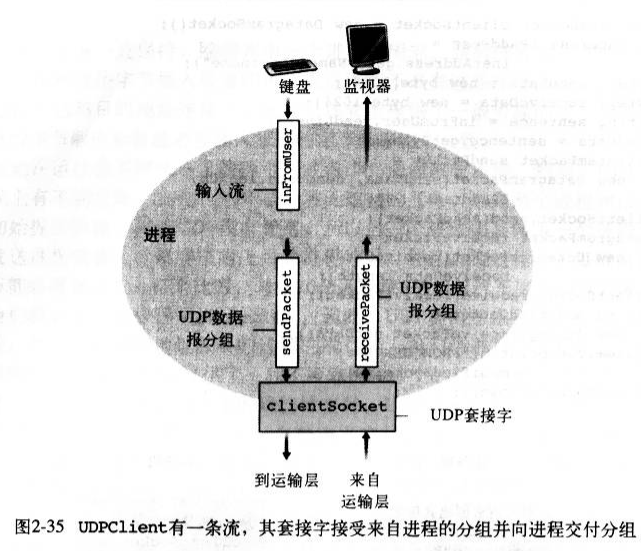 键盘
监视器
inFromUser
输入流
进程
sendPacket
receivePacket
UDP数据
报分组
UDP数据
报分组
clientSocket
UDP套接字
到运输层
来自
运输层
图2-35 UDPClient有一条流，其套接字接受来自进程的分组并向进程交付分组